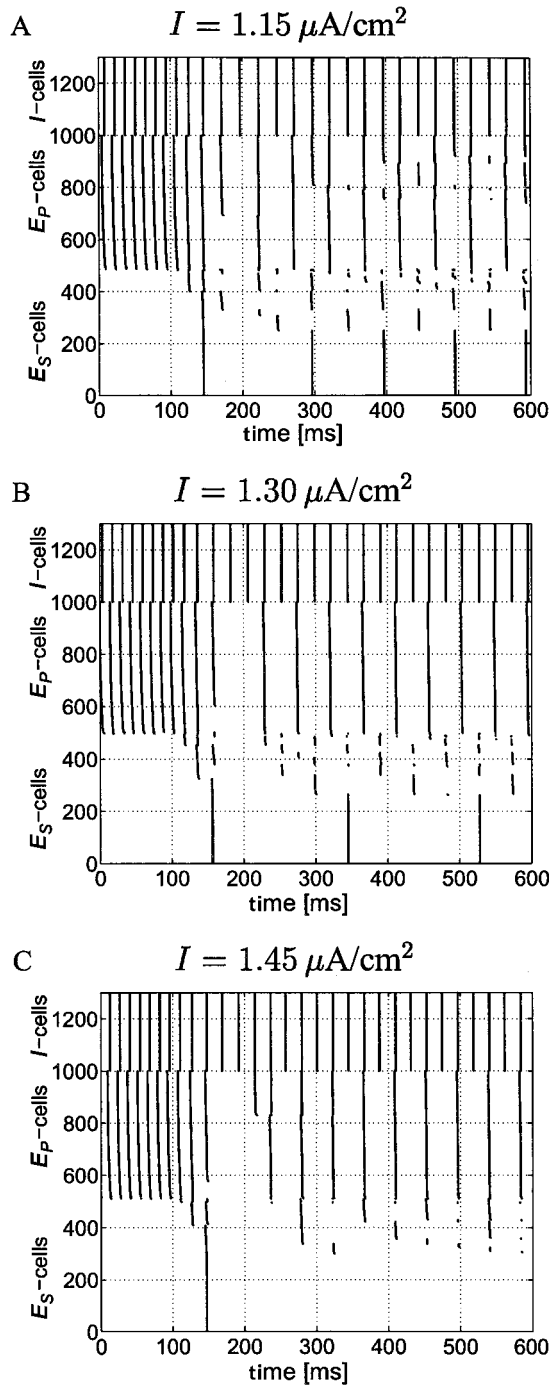 A
I = 1.15 μA/cm²
I–cells
E_P–cells
E_S–cells
1200
1000
800
600
400
200
0
0 100 200 300 400 500 600
time [ms]
B
I = 1.30 μA/cm²
I–cells
E_P–cells
E_S–cells
1200
1000
800
600
400
200
0
0 100 200 300 400 500 600
time [ms]
C
I = 1.45 μA/cm²
I–cells
E_P–cells
E_S–cells
1200
1000
800
600
400
200
0
0 100 200 300 400 500 600
time [ms]